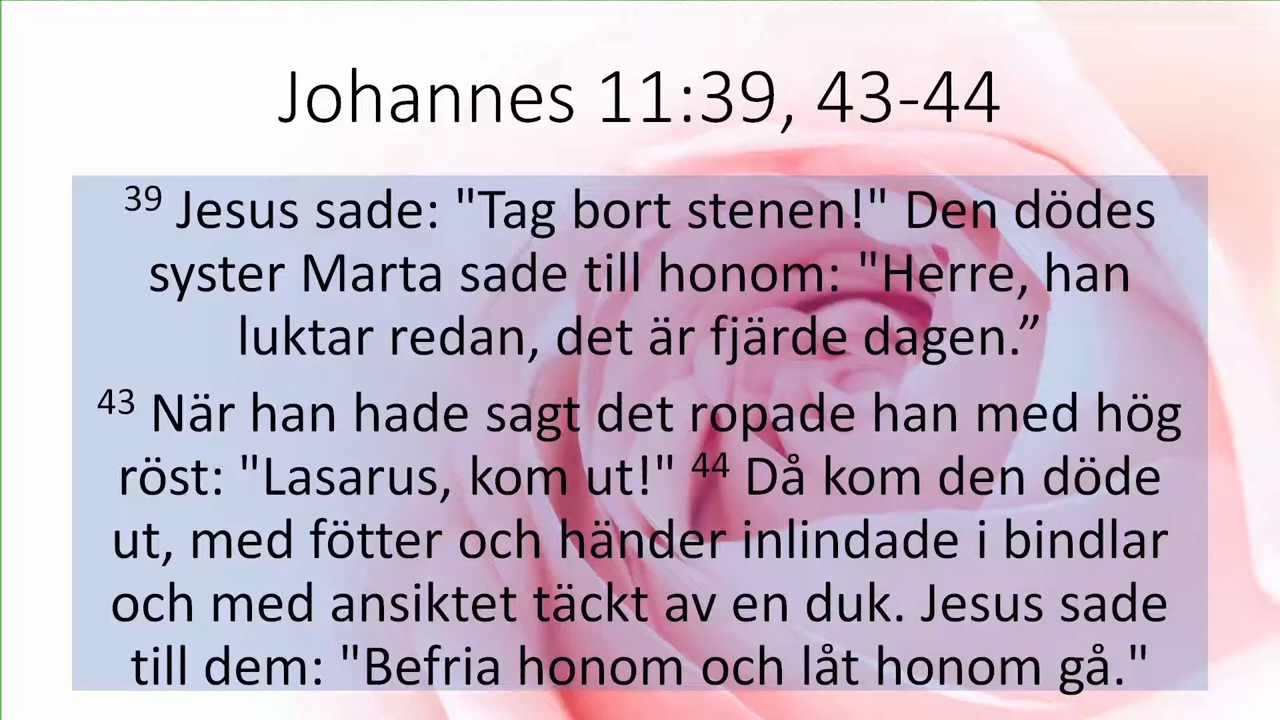 Johannes 11:39, 43-44
39 Jesus sade: "Tag bort stenen!" Den dödes
syster Marta sade till honom: "Herre, han
luktar redan, det är fjärde dagen.”
43 När han hade sagt det ropade han med hög
röst: "Lasarus, kom ut!" 44 Då kom den döde
ut, med fötter och händer inlindade i bindlar
och med ansiktet täckt av en duk. Jesus sade
till dem: "Befria honom och låt honom gå."